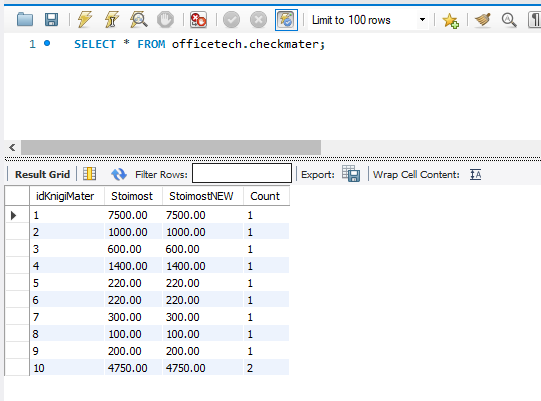 Limit to 100 rows
1 SELECT * FROM officetech.checkmater;
Result Grid Filter Rows: Export: Wrap Cell Content:
idKnigiMater Stoimost StoimostNEW Count
1 7500.00 7500.00 1
2 1000.00 1000.00 1
3 600.00 600.00 1
4 1400.00 1400.00 1
5 220.00 220.00 1
6 220.00 220.00 1
7 300.00 300.00 1
8 100.00 100.00 1
9 200.00 200.00 1
10 4750.00 4750.00 2